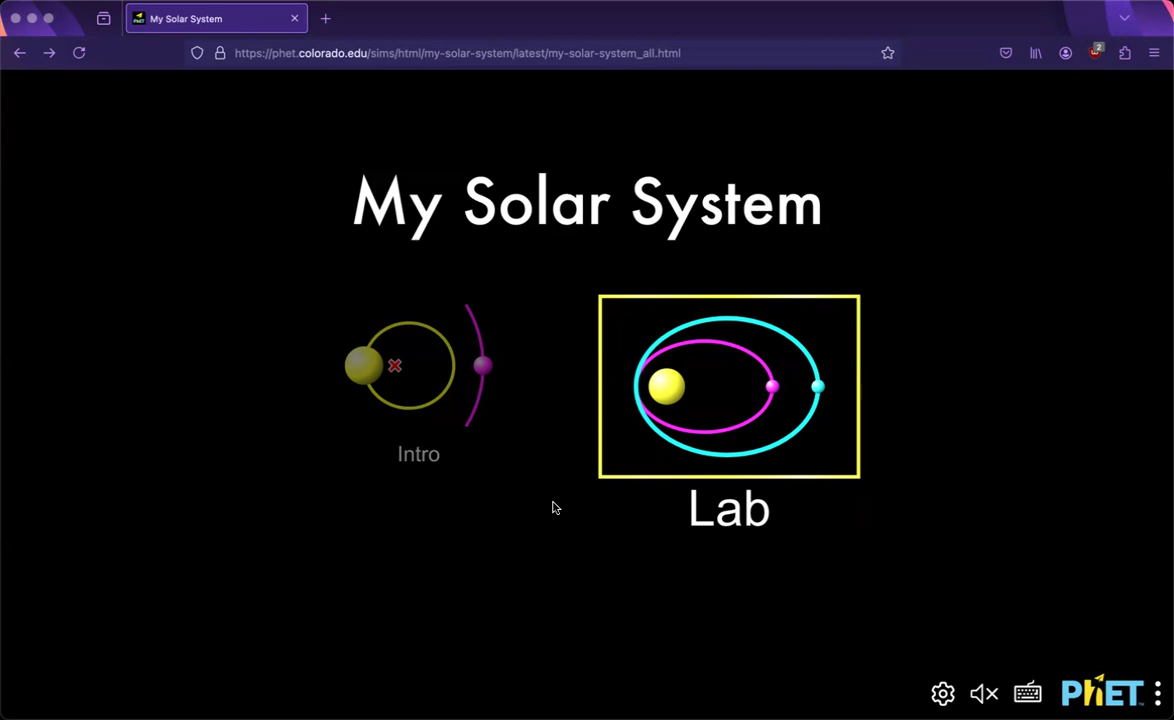 My Solar System
https://phet.colorado.edu/sims/html/my-solar-system/latest/my-solar-system_all.html
2
My Solar System
Intro
Lab
PhET